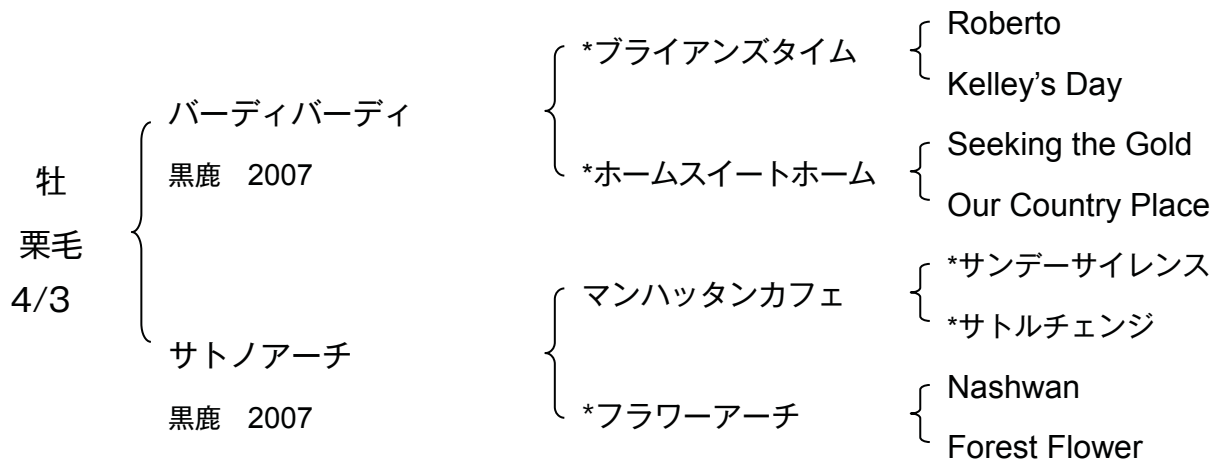 牡
栗毛
4/3
バーディバーディ
黒鹿 2007
サトノアーチ
黒鹿 2007
*ブライアンズタイム
*ホームスイートホーム
マンハッタンカフェ
*フラワーアーチ
Roberto
Kelley's Day
Seeking the Gold
Our Country Place
*サンデーサイレンス
*サトルチェンジ
Nashwan
Forest Flower